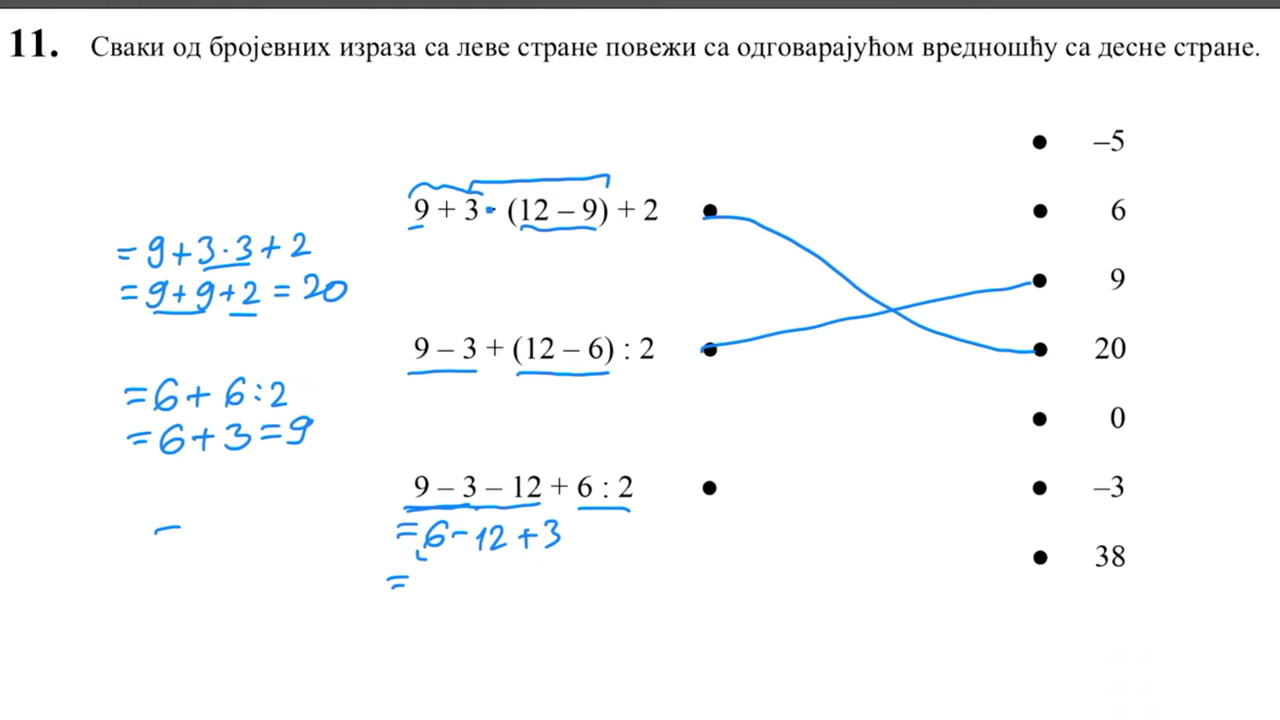 11. Сваки од бројевних израза са леве стране повежи са одговарајућом вредношћу са десне стране.
–5
9 + 3 · (12 – 9) + 2
6
= 9 + 3 · 3 + 2
= 9 + 9 + 2 = 20
9
9 – 3 + (12 – 6) : 2
20
= 6 + 6 : 2
= 6 + 3 = 9
0
9 – 3 – 12 + 6 : 2
–3
= 6 – 12 + 3
38
=